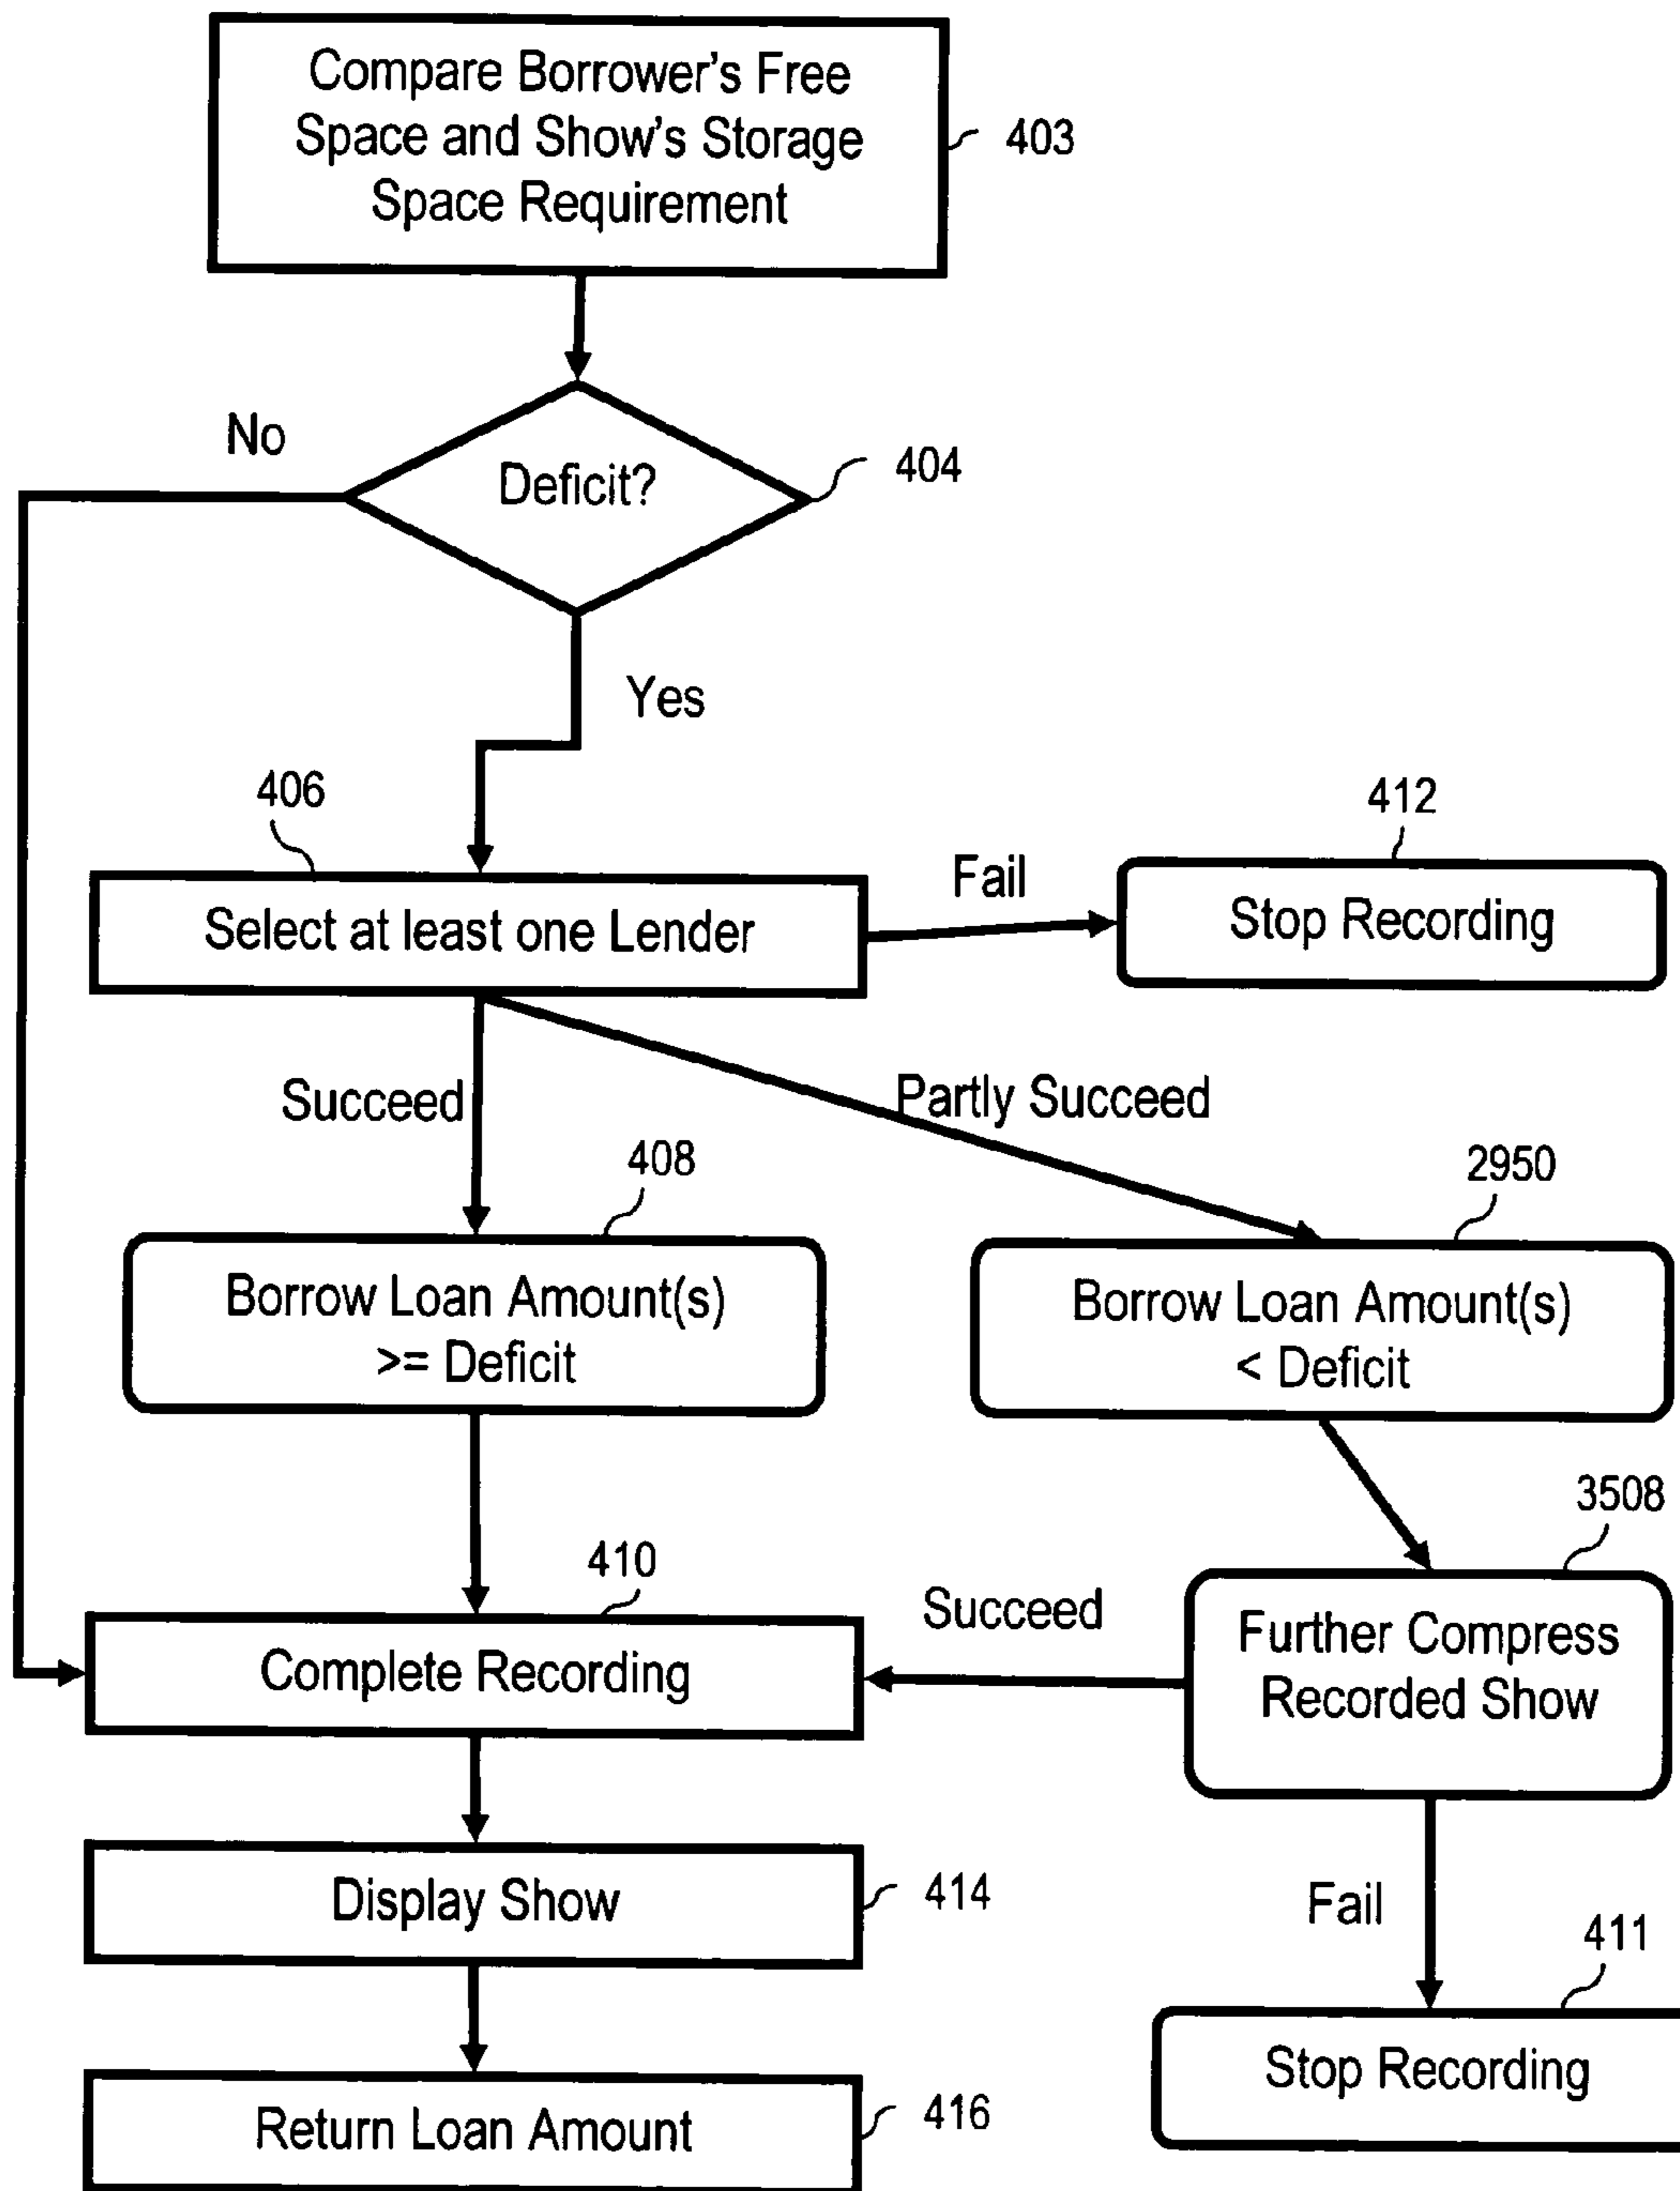 Compare Borrower's Free
Space and Show's Storage
Space Requirement
403
No
Deficit?
404
Yes
406
412
Select at least one Lender
Fail
Stop Recording
Succeed
Partly Succeed
408
2950
Borrow Loan Amount(s)
>= Deficit
Borrow Loan Amount(s)
< Deficit
3508
410
Succeed
Complete Recording
Further Compress
Recorded Show
Display Show
414
Fail
411
Return Loan Amount
416
Stop Recording